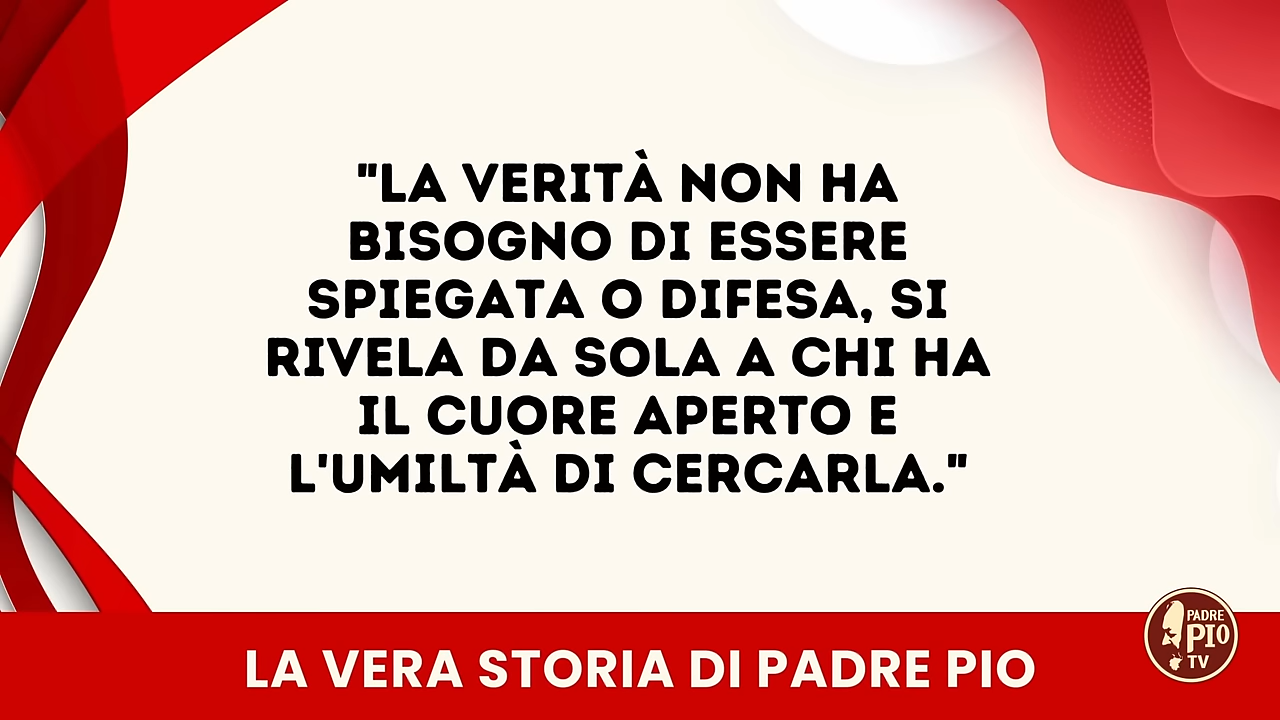 "LA VERITÀ NON HA
BISOGNO DI ESSERE
SPIEGATA O DIFESA, SI
RIVELA DA SOLA A CHI HA
IL CUORE APERTO E
L'UMILTÀ DI CERCARLA."
LA VERA STORIA DI PADRE PIO
PADRE
PIO
TV